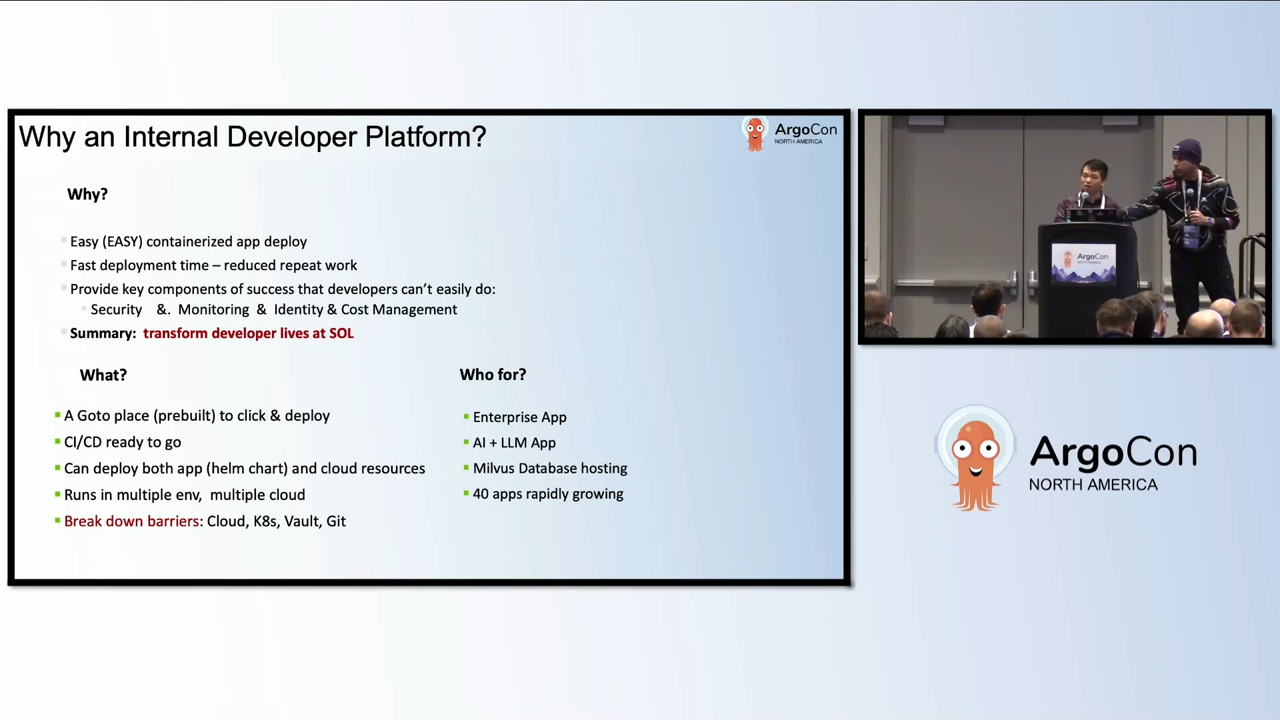 Why an Internal Developer Platform?
ArgoCon
NORTH AMERICA
Why?
Easy (EASY) containerized app deploy
Fast deployment time – reduced repeat work
Provide key components of success that developers can't easily do:
Security &. Monitoring & Identity & Cost Management
Summary: transform developer lives at SOL
What?
A Goto place (prebuilt) to click & deploy
CI/CD ready to go
Can deploy both app (helm chart) and cloud resources
Runs in multiple env, multiple cloud
Break down barriers: Cloud, K8s, Vault, Git
Who for?
Enterprise App
AI + LLM App
Milvus Database hosting
40 apps rapidly growing
ArgoCon
ArgoCon
NORTH AMERICA